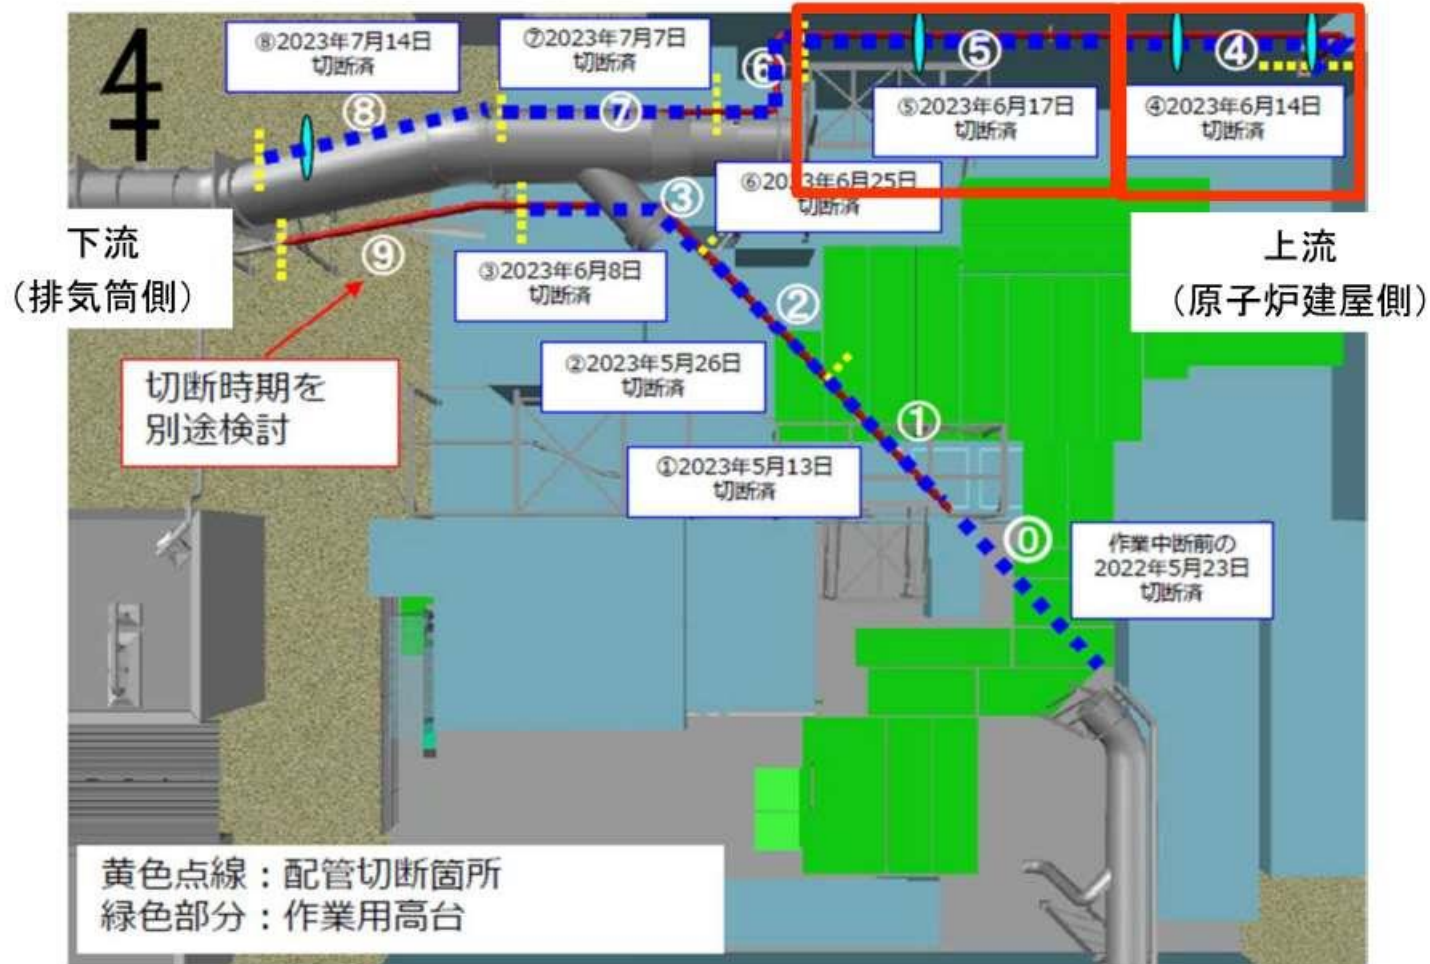 ⑧2023年7月14日
切断済
⑦2023年7月7日
切断済
⑥
⑤
④
⑧
⑦
⑤2023年6月17日
切断済
④2023年6月14日
切断済
⑥2023年6月25日
切断済
③
下流
(排気筒側)
上流
(原子炉建屋側)
⑨
③2023年6月8日
切断済
②
切断時期を
別途検討
②2023年5月26日
切断済
①
①2023年5月13日
切断済
⓪
作業中断前の
2022年5月23日
切断済
黄色点線：配管切断箇所
緑色部分：作業用高台